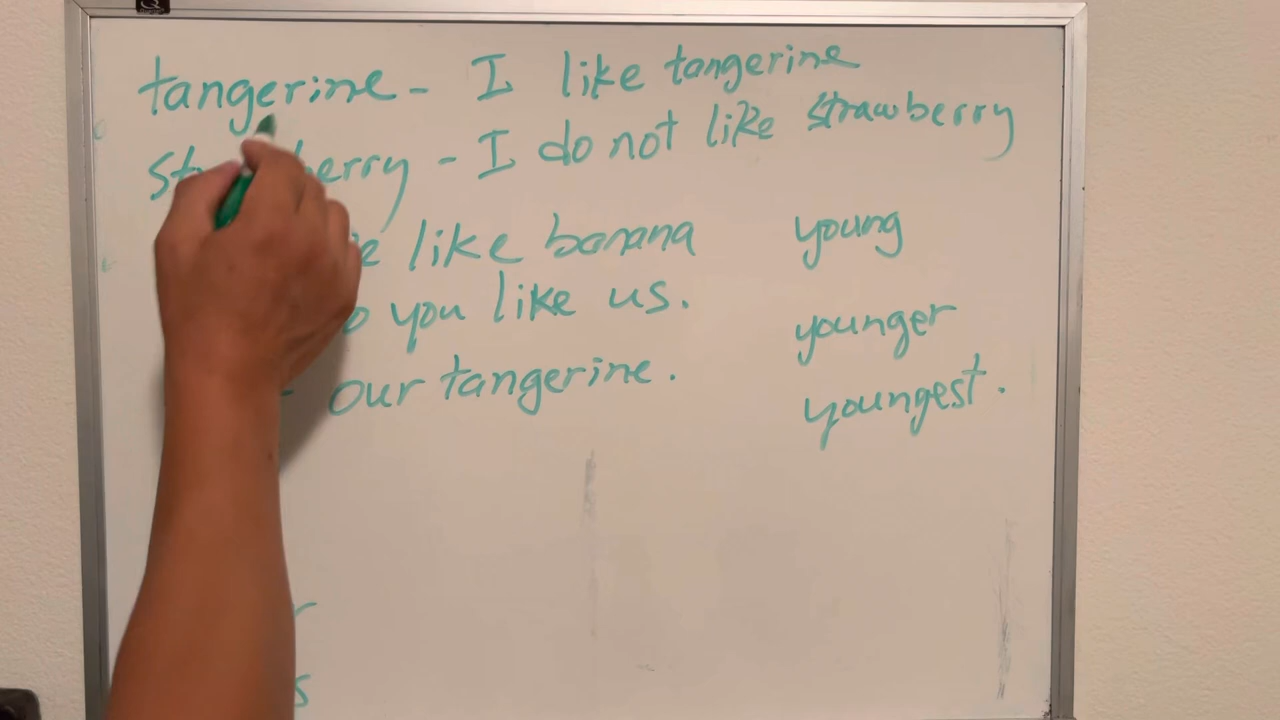 tangerine - I like tangerine
- I do not like strawberry
like banana
you like us.
- our tangerine.
young
younger
youngest.